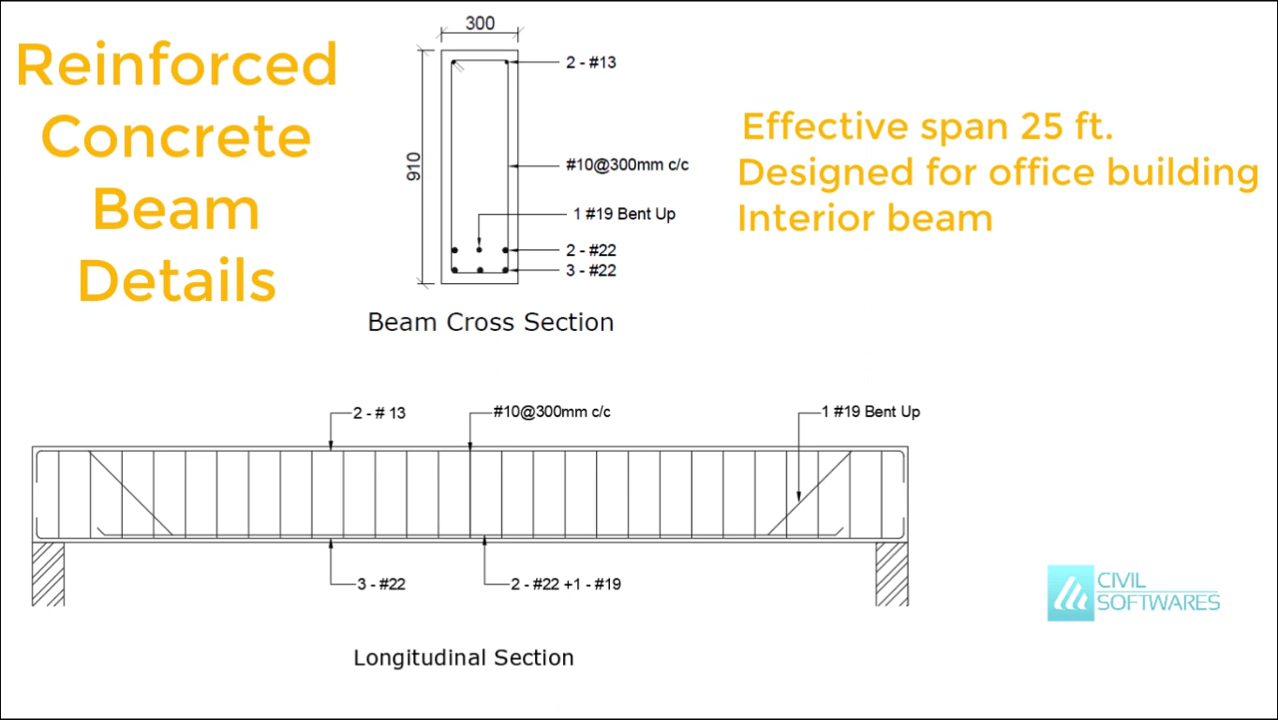 Reinforced
Concrete
Beam
Details
300
910
2 - #13
#10@300mm c/c
1 #19 Bent Up
2 - #22
3 - #22
Beam Cross Section
Effective span 25 ft.
Designed for office building
Interior beam
2 - # 13
#10@300mm c/c
1 #19 Bent Up
3 - #22
2 - #22 +1 - #19
Longitudinal Section
CIVIL
SOFTWARES